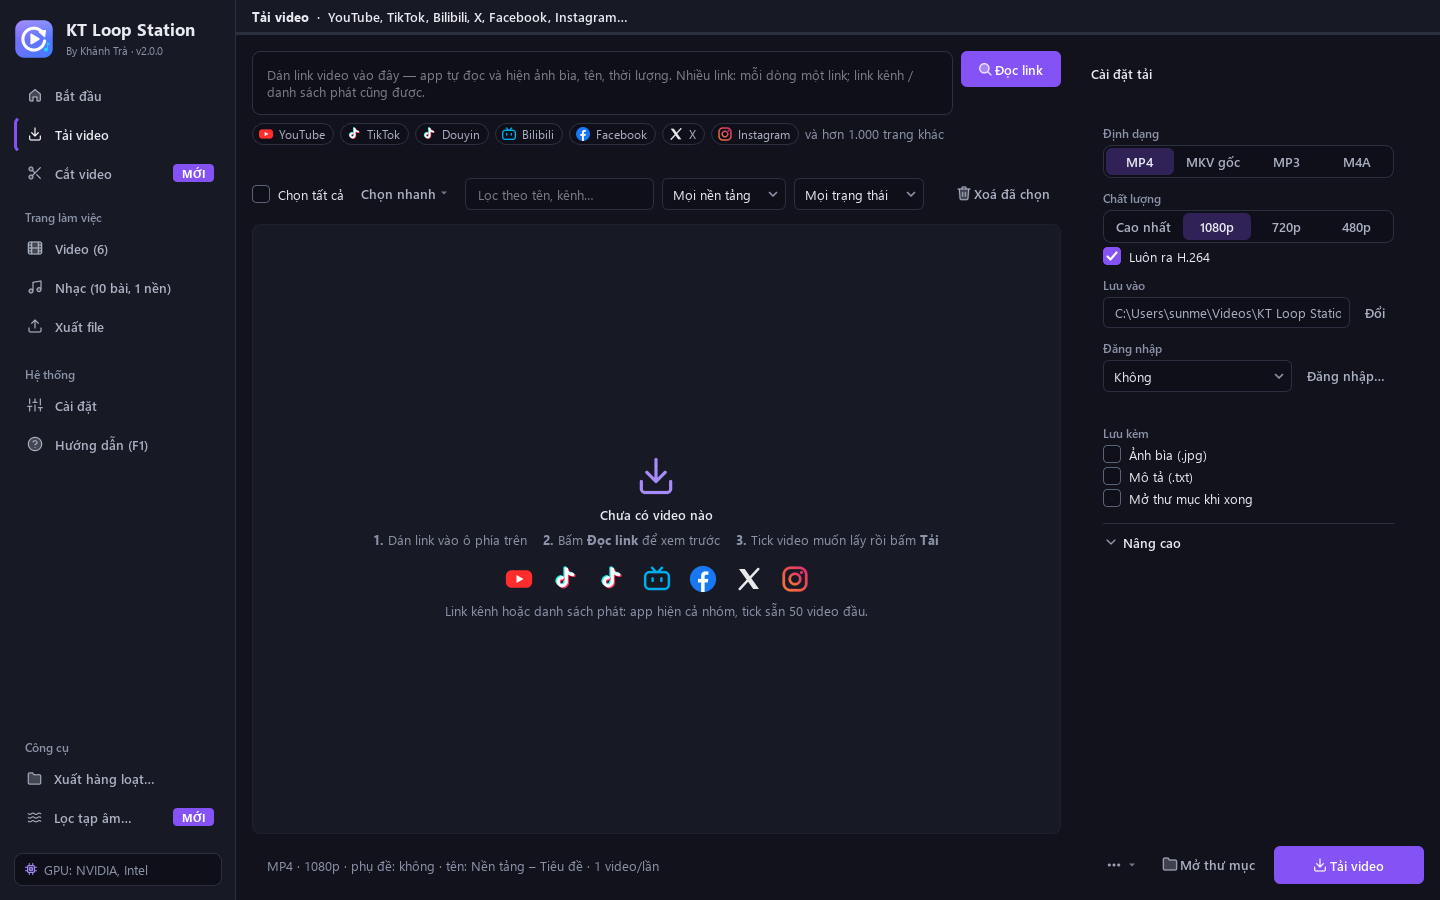 KT Loop Station
By Khánh Trà · v2.0.0
Bắt đầu
Tải video
Cắt video
MỚI
Trang làm việc
Video (6)
Nhạc (10 bài, 1 nền)
Xuất file
Hệ thống
Cài đặt
Hướng dẫn (F1)
Công cụ
Xuất hàng loạt...
Lọc tạp âm...
MỚI
GPU: NVIDIA, Intel
Tải video · YouTube, TikTok, Bilibili, X, Facebook, Instagram...
Dán link video vào đây — app tự đọc và hiện ảnh bìa, tên, thời lượng. Nhiều link: mỗi dòng một link; link kênh /
danh sách phát cũng được.
Đọc link
YouTube
TikTok
Douyin
Bilibili
Facebook
X
Instagram
và hơn 1.000 trang khác
Chọn tất cả
Chọn nhanh
Lọc theo tên, kênh...
Mọi nền tảng
Mọi trạng thái
Xoá đã chọn
Chưa có video nào
1. Dán link vào ô phía trên 2. Bấm Đọc link để xem trước 3. Tick video muốn lấy rồi bấm Tải
Link kênh hoặc danh sách phát: app hiện cả nhóm, tick sẵn 50 video đầu.
MP4 · 1080p · phụ đề: không · tên: Nền tảng – Tiêu đề · 1 video/lần
Cài đặt tải
Định dạng
MP4
MKV gốc
MP3
M4A
Chất lượng
Cao nhất
1080p
720p
480p
Luôn ra H.264
Lưu vào
C:\Users\sunme\Videos\KT Loop Static
Đổi
Đăng nhập
Không
Đăng nhập...
Lưu kèm
Ảnh bìa (.jpg)
Mô tả (.txt)
Mở thư mục khi xong
Nâng cao
Mở thư mục
Tải video